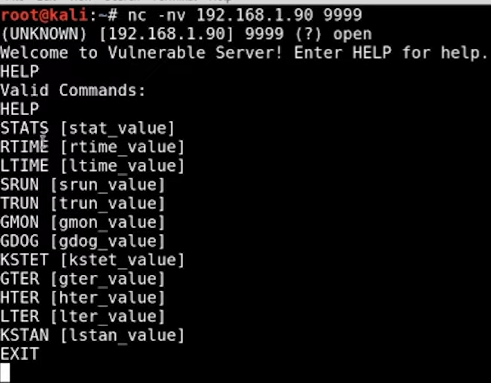 root@kali:~# nc -nv 192.168.1.90 9999
(UNKNOWN) [192.168.1.90] 9999 (?) open
Welcome to Vulnerable Server! Enter HELP for help.
HELP
Valid Commands:
HELP
STATS [stat_value]
RTIME [rtime_value]
LTIME [ltime_value]
SRUN [srun_value]
TRUN [trun_value]
GMON [gmon_value]
GDOG [gdog_value]
KSTET [kstet_value]
GTER [gter_value]
HTER [hter_value]
LTER [lter_value]
KSTAN [lstan_value]
EXIT